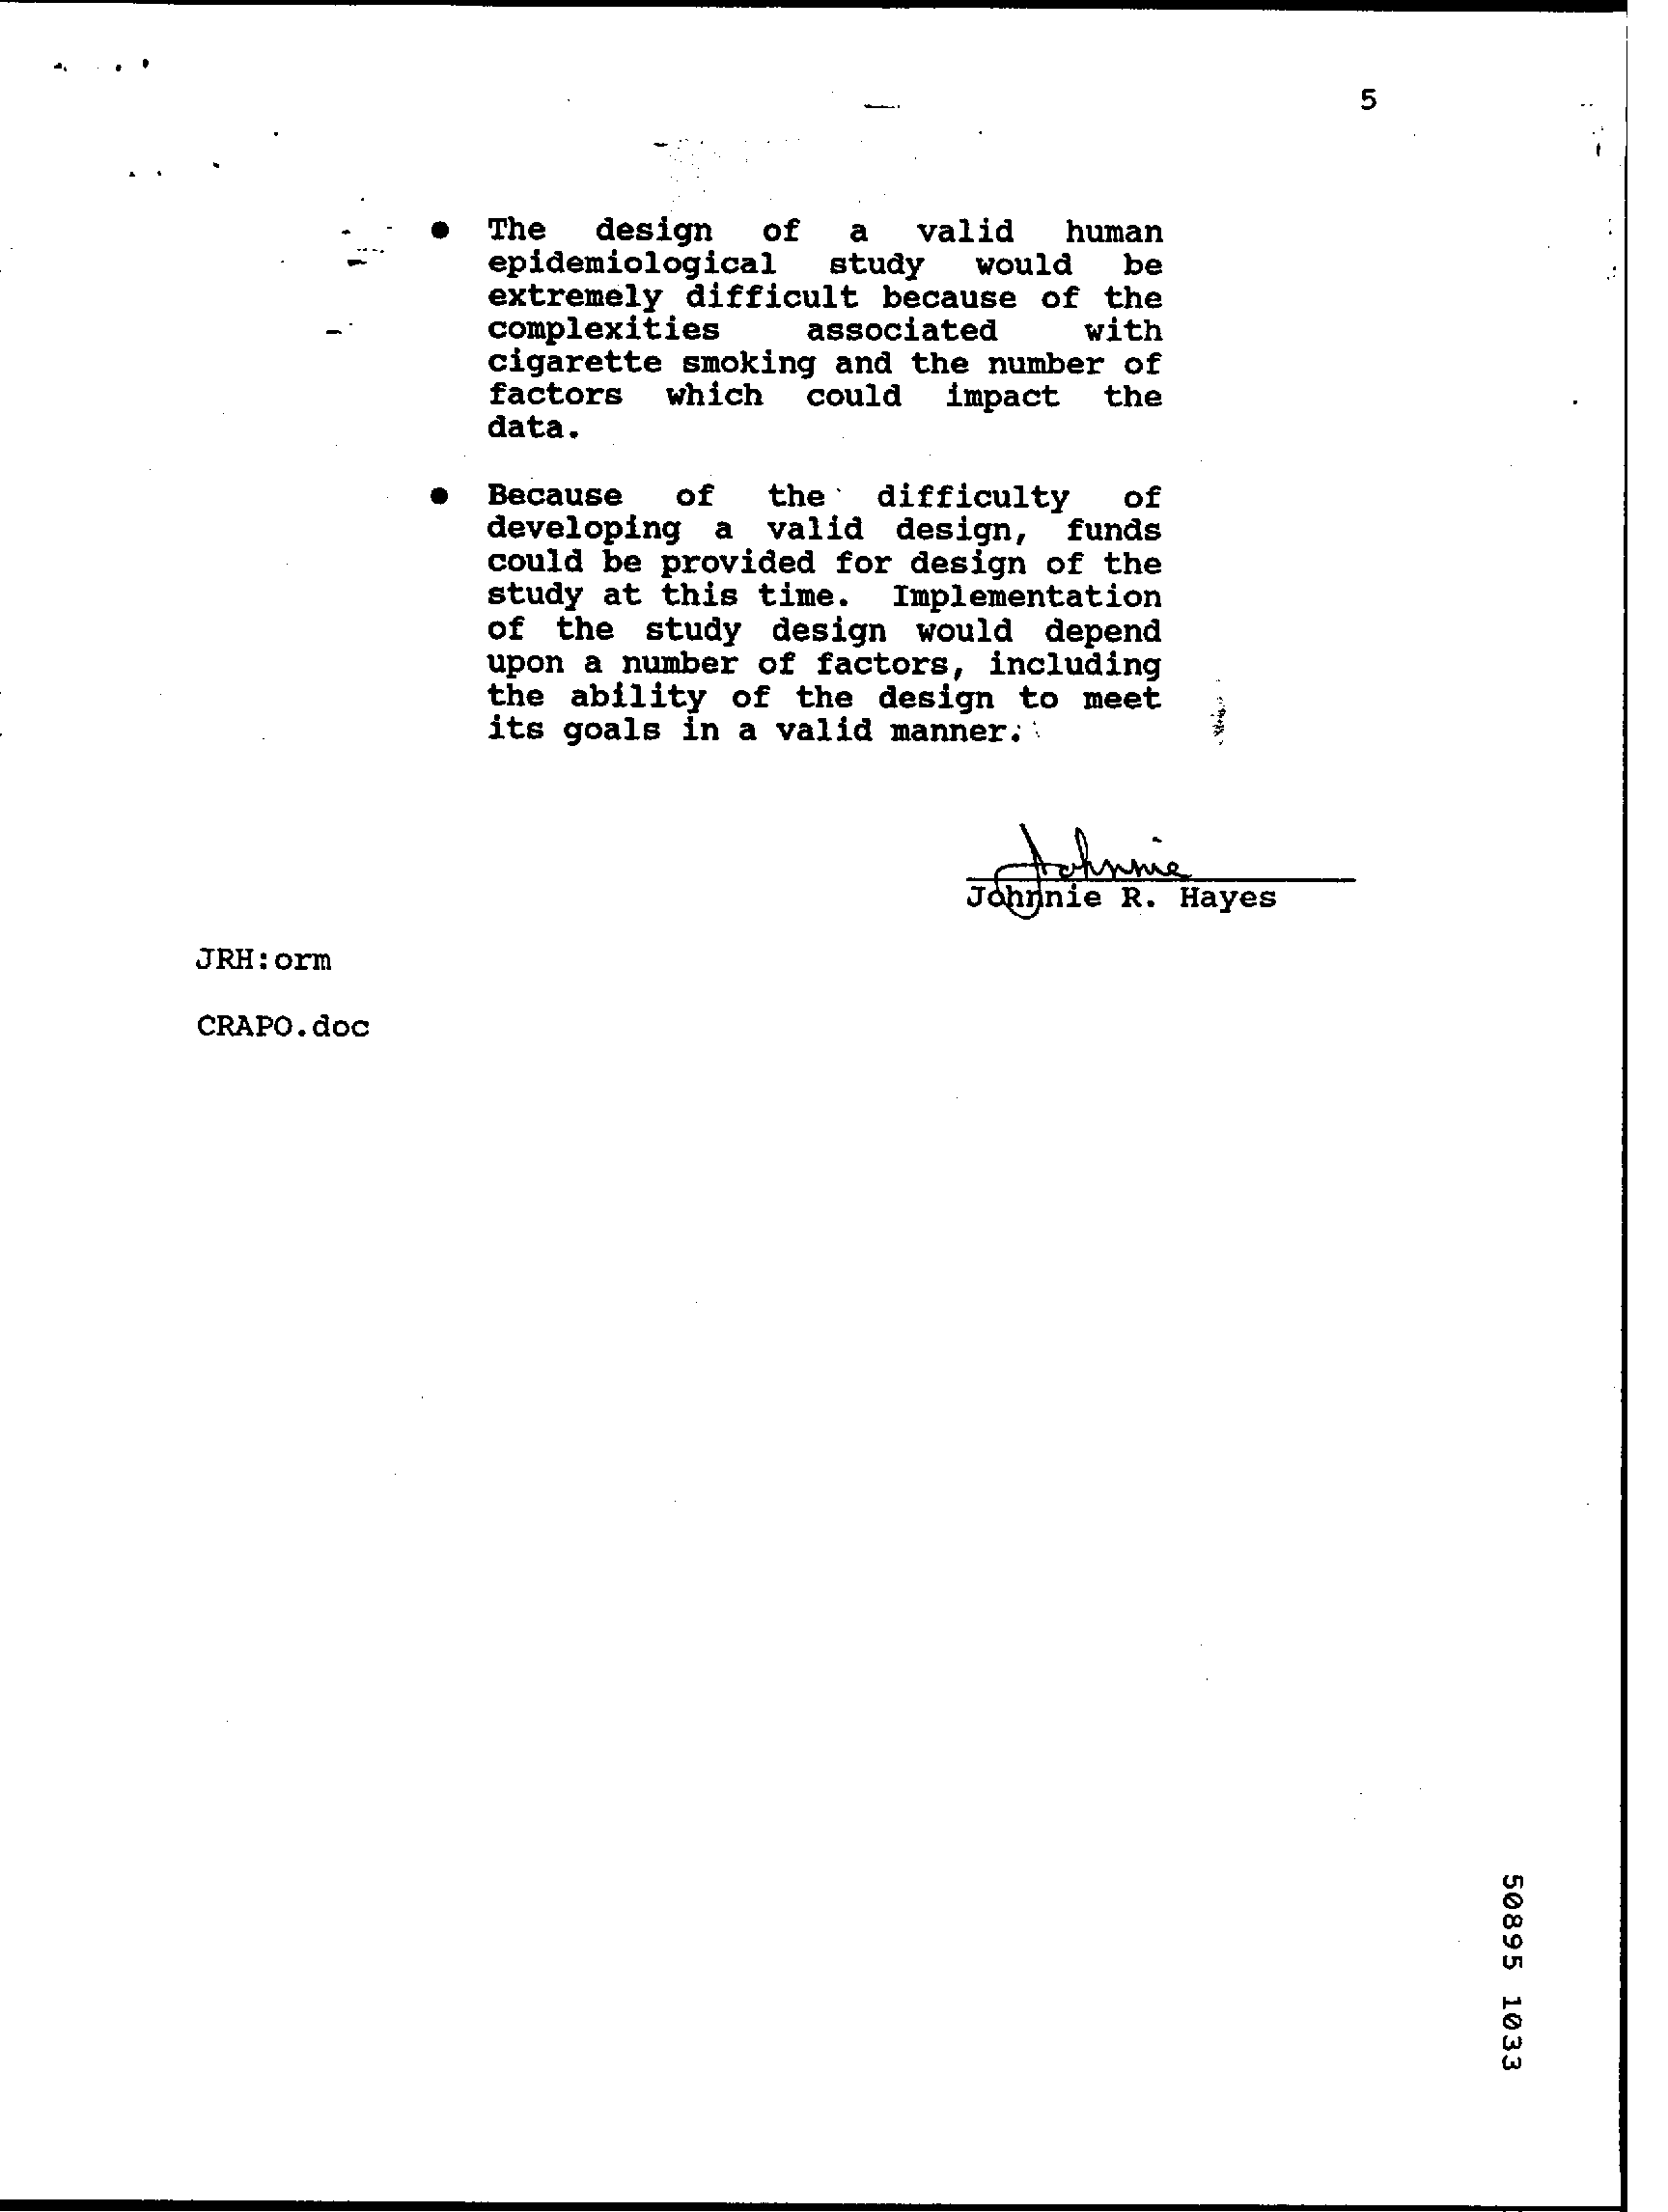 5
● The design of a valid human
epidemiological study would be
extremely difficult because of the
complexities associated with
cigarette smoking and the number of
factors which could impact the
data.
● Because of the difficulty of
developing a valid design, funds
could be provided for design of the
study at this time. Implementation
of the study design would depend
upon a number of factors, including
the ability of the design to meet
its goals in a valid manner.
Johnnie
Johnnie R. Hayes
JRH:orm
CRAPO.doc
50895 1033